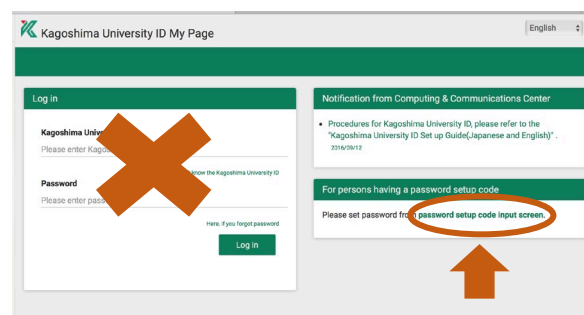 Kagoshima University ID My Page
English
Log in
Kagoshima Unive
Please enter Kagos
know the Kagoshima University ID
Password
Please enter pass
Here, if you forgot password
Log in
Notification from Computing & Communications Center
• Procedures for Kagoshima University ID, please refer to the
"Kagoshima University ID Set up Guide(Japanese and English)" .
2016/09/12
For persons having a password setup code
Please set password from password setup code input screen.